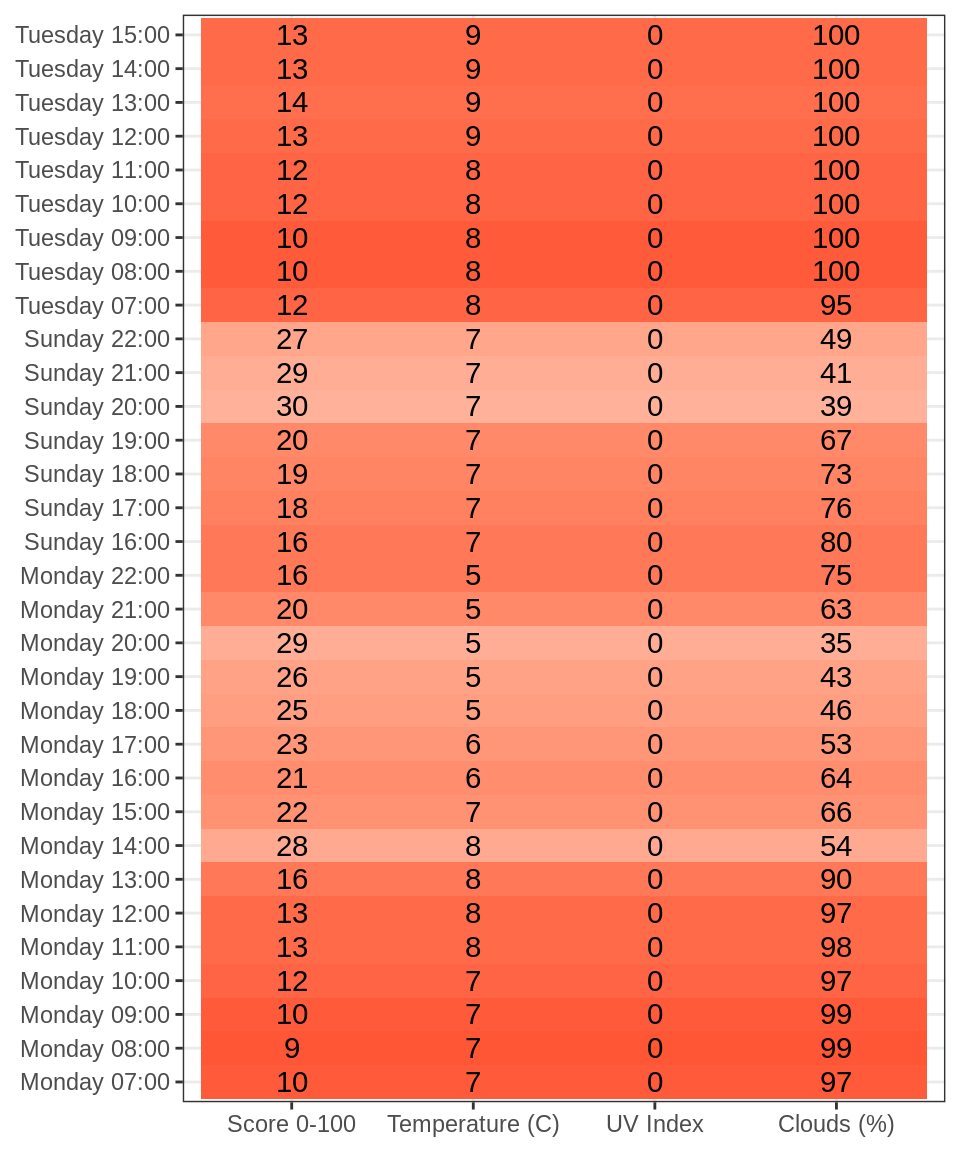 Tuesday 15:00 13 9 0 100
Tuesday 14:00 13 9 0 100
Tuesday 13:00 14 9 0 100
Tuesday 12:00 13 9 0 100
Tuesday 11:00 12 8 0 100
Tuesday 10:00 12 8 0 100
Tuesday 09:00 10 8 0 100
Tuesday 08:00 10 8 0 100
Tuesday 07:00 12 8 0 95
Sunday 22:00 27 7 0 49
Sunday 21:00 29 7 0 41
Sunday 20:00 30 7 0 39
Sunday 19:00 20 7 0 67
Sunday 18:00 19 7 0 73
Sunday 17:00 18 7 0 76
Sunday 16:00 16 7 0 80
Monday 22:00 16 5 0 75
Monday 21:00 20 5 0 63
Monday 20:00 29 5 0 35
Monday 19:00 26 5 0 43
Monday 18:00 25 5 0 46
Monday 17:00 23 6 0 53
Monday 16:00 21 6 0 64
Monday 15:00 22 7 0 66
Monday 14:00 28 8 0 54
Monday 13:00 16 8 0 90
Monday 12:00 13 8 0 97
Monday 11:00 13 8 0 98
Monday 10:00 12 7 0 97
Monday 09:00 10 7 0 99
Monday 08:00 9 7 0 99
Monday 07:00 10 7 0 97
Score 0-100 Temperature (C) UV Index Clouds (%)